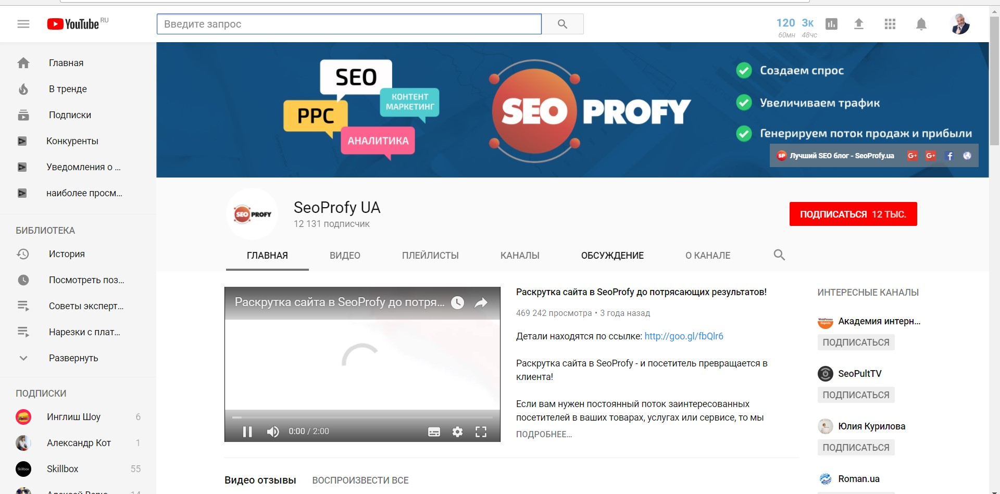 YouTube RU
Введите запрос
120 3к
60мн 48чс
Главная
В тренде
Подписки
Конкуренты
Уведомления о ...
наиболее просм...
БИБЛИОТЕКА
История
Посмотреть поз...
Советы эксперт...
Нарезки с плат...
Развернуть
ПОДПИСКИ
Инглиш Шоу 6
Александр Кот 1
Skillbox 55
14
SEO
PPC
КОНТЕНТ
МАРКЕТИНГ
АНАЛИТИКА
SEO PROFY
Создаем спрос
Увеличиваем трафик
Генерируем поток продаж и прибыли
SP Лучший SEO блог - SeoProfy.ua G+ G+ f
SEO PROFY
SeoProfy UA
12 131 подписчик
ПОДПИСАТЬСЯ 12 ТЫС.
ГЛАВНАЯ ВИДЕО ПЛЕЙЛИСТЫ КАНАЛЫ ОБСУЖДЕНИЕ О КАНАЛЕ
Раскрутка сайта в SeoProfy до потря...
0:00 / 2:00
Раскрутка сайта в SeoProfy до потрясающих результатов!
469 242 просмотра • 3 года назад
Детали находятся по ссылке: http://goo.gl/fbQlr6
Раскрутка сайта в SeoProfy - и посетитель превращается в
клиента!
Если вам нужен постоянный поток заинтересованных
посетителей в ваших товарах, услугах или сервисе, то мы
ПОДРОБНЕЕ...
Видео отзывы ВОСПРОИЗВЕСТИ ВСЕ
ИНТЕРЕСНЫЕ КАНАЛЫ
Академия интерн...
ПОДПИСАТЬСЯ
SeoPultTV
ПОДПИСАТЬСЯ
Юлия Курилова
ПОДПИСАТЬСЯ
Roman.ua